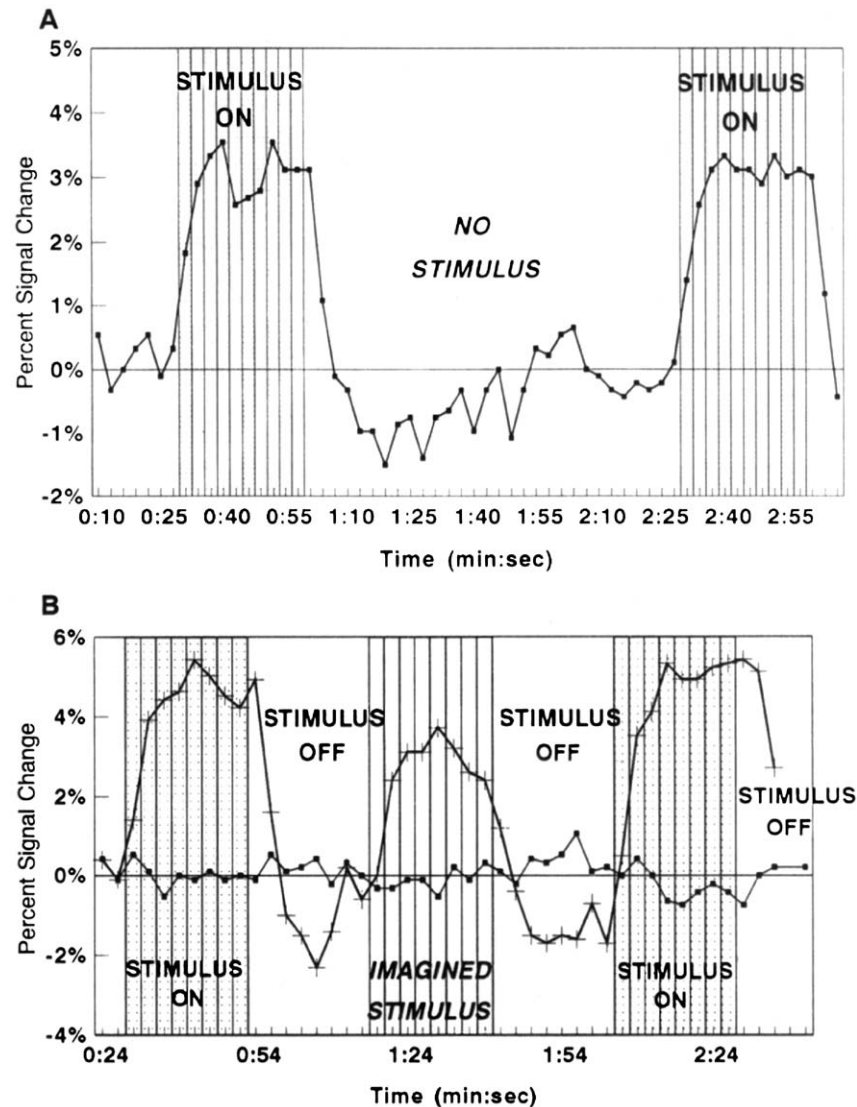 A
5%
STIMULUS
ON
STIMULUS
ON
4%
3%
NO
STIMULUS
2%
1%
0%
-1%
-2%
Percent Signal Change
0:10 0:25 0:40 0:55 1:10 1:25 1:40 1:55 2:10 2:25 2:40 2:55
Time (min:sec)
B
6%
STIMULUS
OFF
STIMULUS
OFF
4%
2%
STIMULUS
OFF
0%
-2%
STIMULUS
ON
IMAGINED
STIMULUS
STIMULUS
ON
-4%
Percent Signal Change
0:24 0:54 1:24 1:54 2:24
Time (min:sec)